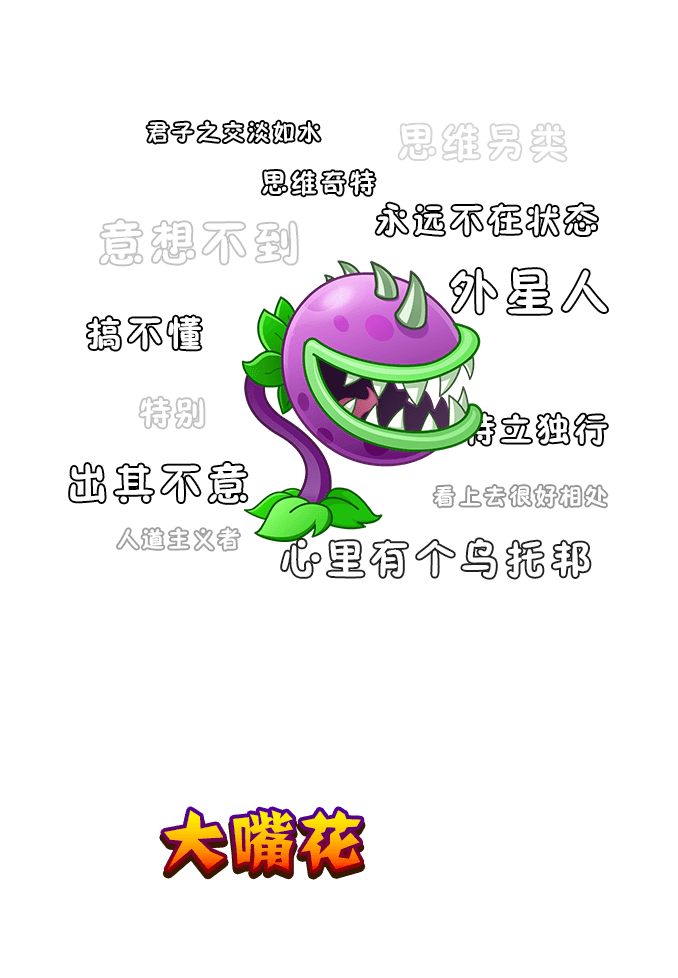 君子之交淡如水
思维另类
思维奇特
永远不在状态
意想不到
外星人
搞不懂
特别
特立独行
出其不意
看上去很好相处
人道主义者
心里有个乌托邦
大嘴花